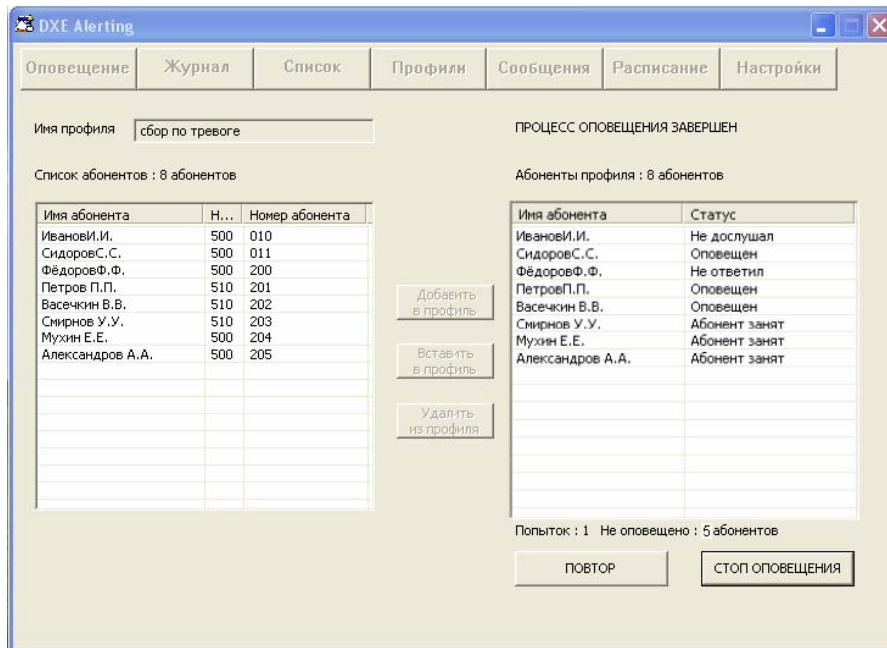 DXE Alerting
Оповещение Журнал Список Профили Сообщения Расписание Настройки
Имя профиля сбор по тревоге
ПРОЦЕСС ОПОВЕЩЕНИЯ ЗАВЕРШЕН
Список абонентов : 8 абонентов
Абоненты профиля : 8 абонентов
Имя абонента Н... Номер абонента
ИвановИ.И. 500 010
СидоровС.С. 500 011
ФёдоровФ.Ф. 500 200
Петров П.П. 510 201
Васечкин В.В. 510 202
Смирнов У.У. 510 203
Мухин Е.Е. 500 204
Александров А.А. 500 205
Добавить
в профиль
Вставить
в профиль
Удалить
из профиля
Имя абонента Статус
ИвановИ.И. Не дослушал
СидоровС.С. Оповещен
ФёдоровФ.Ф. Не ответил
ПетровП.П. Оповещен
Васечкин В.В. Оповещен
Смирнов У.У. Абонент занят
Мухин Е.Е. Абонент занят
Александров А.А. Абонент занят
Попыток : 1 Не оповещено : 5 абонентов
ПОВТОР
СТОП ОПОВЕЩЕНИЯ